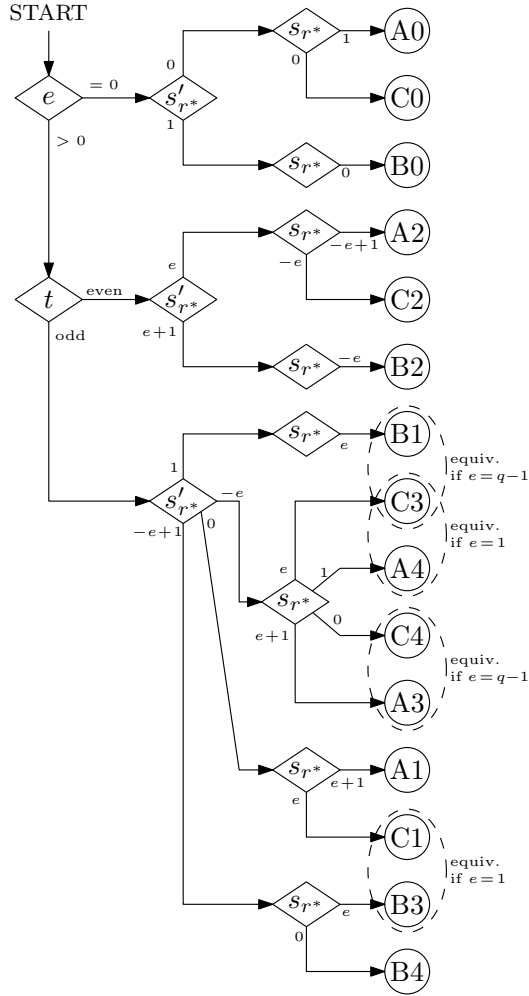 START
e
= 0
> 0
s′r*
0
1
sr*
1
0
A0
C0
sr*
0
B0
t
even
odd
s′r*
e
e+1
sr*
−e+1
−e
A2
C2
sr*
−e
B2
s′r*
1
−e
0
−e+1
sr*
e
B1
equiv.
if e=q−1
sr*
e
1
0
e+1
C3
equiv.
if e=1
A4
C4
equiv.
if e=q−1
A3
sr*
e+1
e
A1
C1
equiv.
if e=1
sr*
e
0
B3
B4